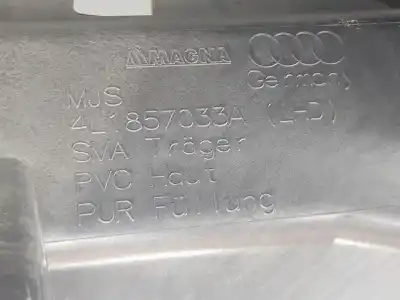 MAGNA
Germany
MJS
4L1857033A (LHD)
SMA Träger
PVC Haut
PUR Füllung